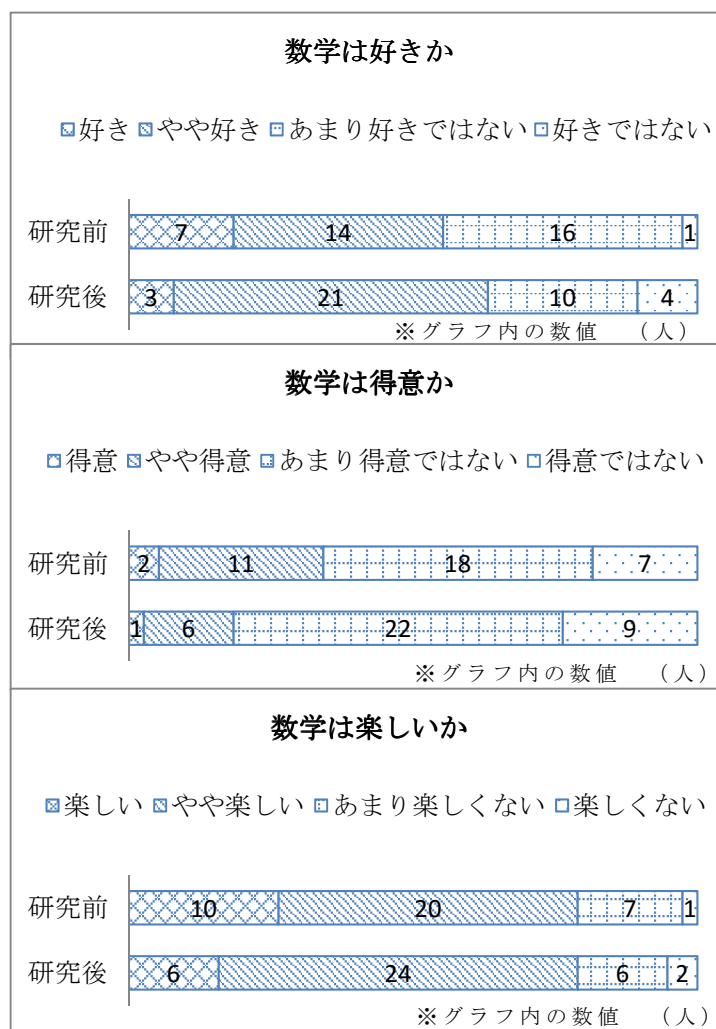 数学は好きか
好き やや好き あまり好きではない 好きではない
研究前 7 14 16 1
研究後 3 21 10 4
※グラフ内の数値 （人）
数学は得意か
得意 やや得意 あまり得意ではない 得意ではない
研究前 2 11 18 7
研究後 1 6 22 9
※グラフ内の数値 （人）
数学は楽しいか
楽しい やや楽しい あまり楽しくない 楽しくない
研究前 10 20 7 1
研究後 6 24 6 2
※グラフ内の数値 （人）